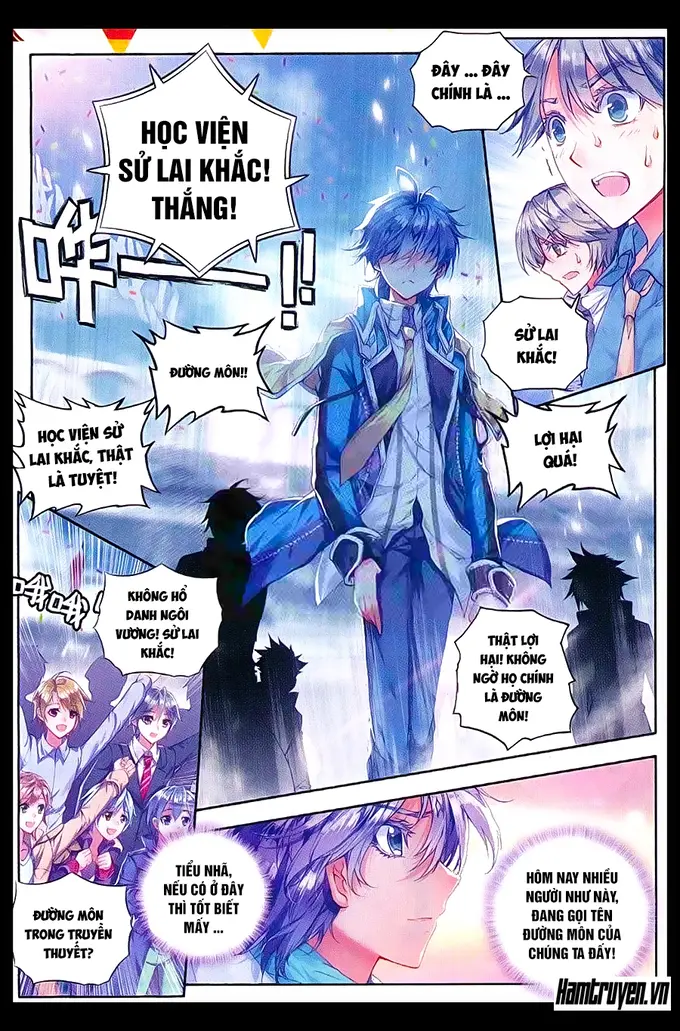 ĐÂY ... ĐÂY
CHÍNH LÀ ...
HỌC VIỆN
SỬ LAI KHẮC!
THẮNG!
哗——!!
SỬ LAI
KHẮC!
ĐƯỜNG MÔN!!
HỌC VIỆN SỬ
LAI KHẮC, THẬT
LÀ TUYỆT!
LỢI HẠI
QUÁ!
哗哗!
KHÔNG HỔ
DANH NGÔI
VƯƠNG! SỬ LAI
KHẮC!
THẬT LỢI
HẠI! KHÔNG
NGỜ HỌ CHÍNH
LÀ ĐƯỜNG
MÔN!
ĐƯỜNG MÔN
TRONG TRUYỀN
THUYẾT?
TIỂU NHÃ,
NẾU CÓ Ở ĐÂY
THÌ TỐT BIẾT
MẤY ...
HÔM NAY NHIỀU
NGƯỜI NHƯ NÀY,
ĐANG GỌI TÊN
ĐƯỜNG MÔN CỦA
CHÚNG TA ĐẤY!
Hamtruyen.vn